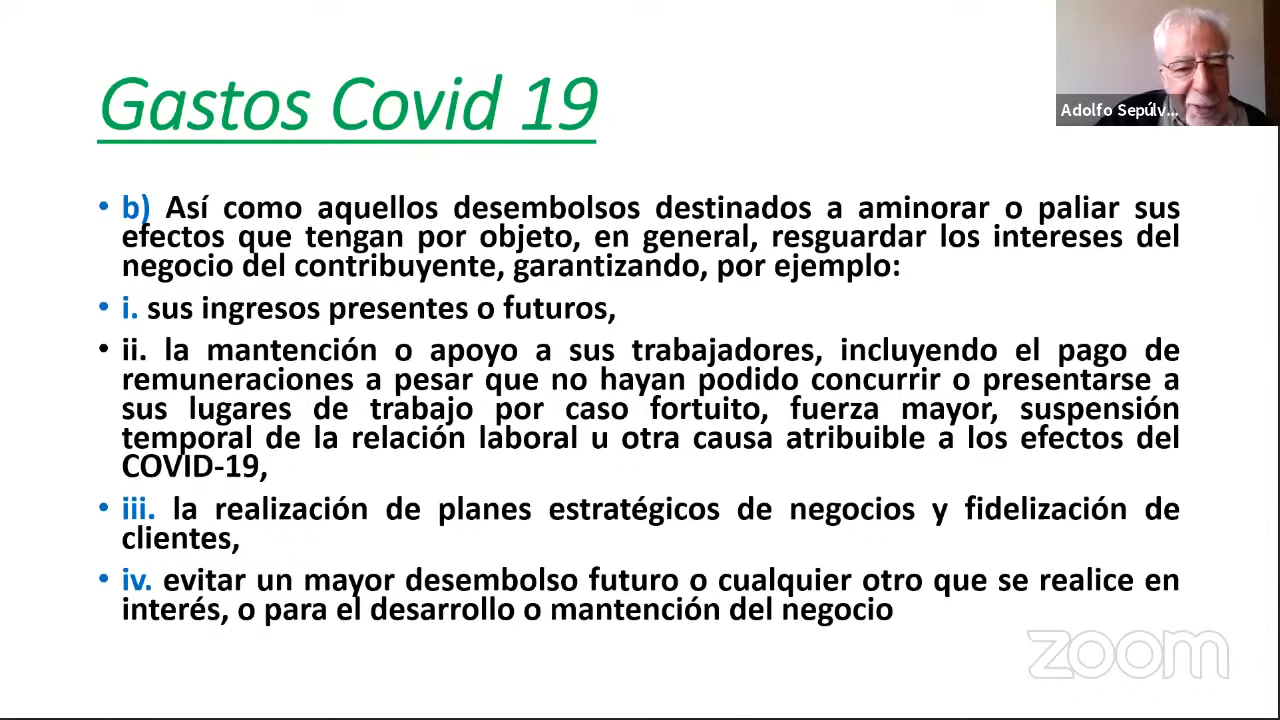 Gastos Covid 19
Adolfo Sepúlv...
• b) Así como aquellos desembolsos destinados a aminorar o paliar sus
efectos que tengan por objeto, en general, resguardar los intereses del
negocio del contribuyente, garantizando, por ejemplo:
• i. sus ingresos presentes o futuros,
• ii. la mantención o apoyo a sus trabajadores, incluyendo el pago de
remuneraciones a pesar que no hayan podido concurrir o presentarse a
sus lugares de trabajo por caso fortuito, fuerza mayor, suspensión
temporal de la relación laboral u otra causa atribuible a los efectos del
COVID-19,
• iii. la realización de planes estratégicos de negocios y fidelización de
clientes,
• iv. evitar un mayor desembolso futuro o cualquier otro que se realice en
interés, o para el desarrollo o mantención del negocio
zoom